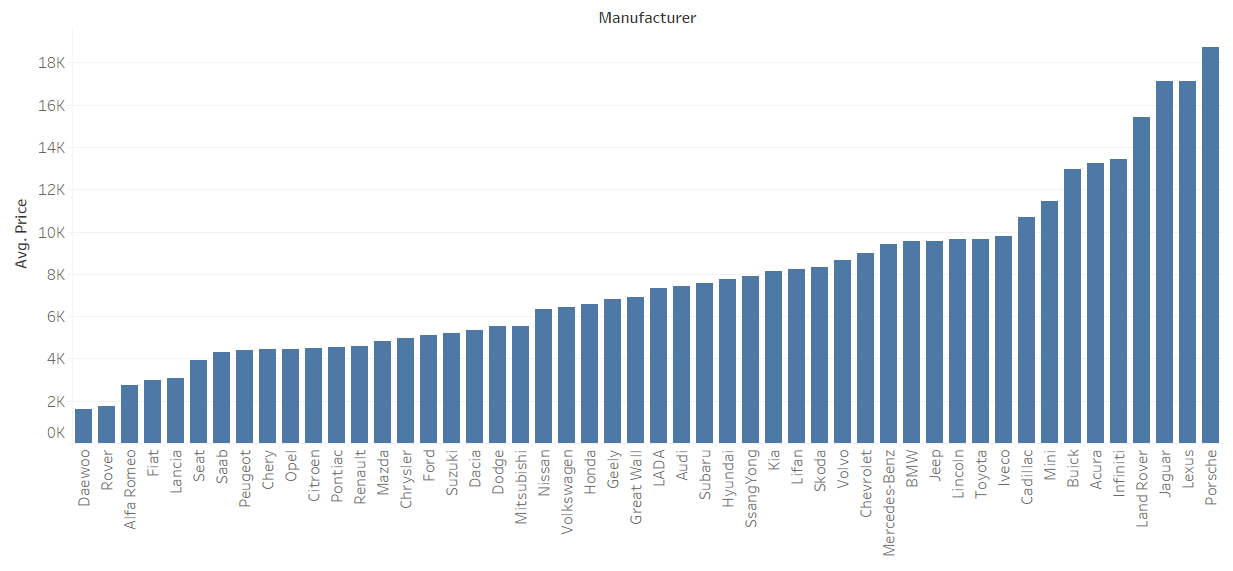 Manufacturer
18K
16K
14K
12K
10K
8K
6K
4K
2K
0K
Avg. Price
Daewoo
Rover
Alfa Romeo
Fiat
Lancia
Seat
Saab
Peugeot
Chery
Opel
Citroen
Pontiac
Renault
Mazda
Chrysler
Ford
Suzuki
Dacia
Dodge
Mitsubishi
Nissan
Volkswagen
Honda
Geely
Great Wall
LADA
Audi
Subaru
Hyundai
SsangYong
Kia
Lifan
Skoda
Volvo
Chevrolet
Mercedes-Benz
BMW
Jeep
Lincoln
Toyota
Iveco
Cadillac
Mini
Buick
Acura
Infiniti
Land Rover
Jaguar
Lexus
Porsche